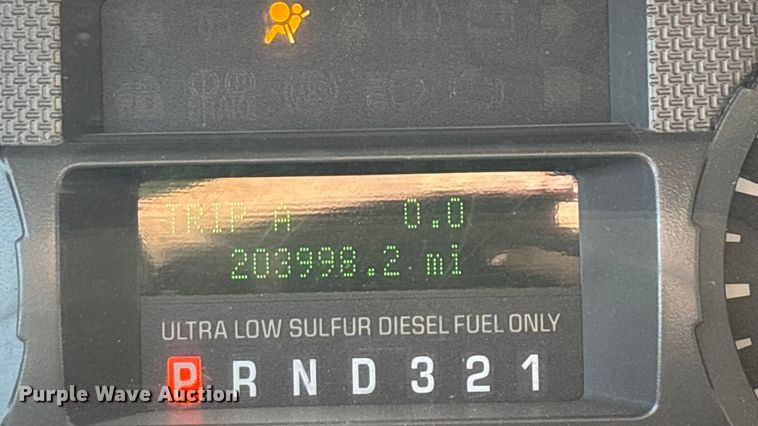 TRIP A 0.0
203998.2 mi
ULTRA LOW SULFUR DIESEL FUEL ONLY
P R N D 3 2 1
Purple Wave Auction